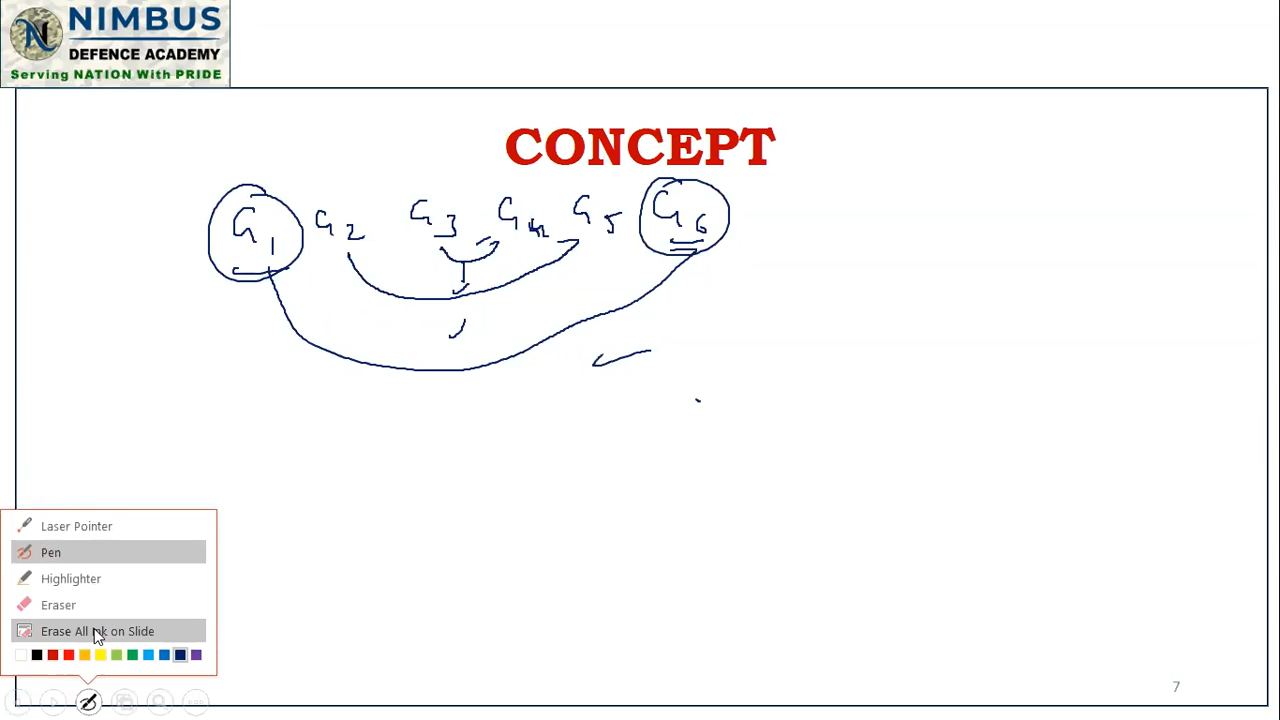 NIMBUS
DEFENCE ACADEMY
Serving NATION With PRIDE
CONCEPT
G1 G2 G3 G4 G5 G6
Laser Pointer
Pen
Highlighter
Eraser
Erase All Ink on Slide
7